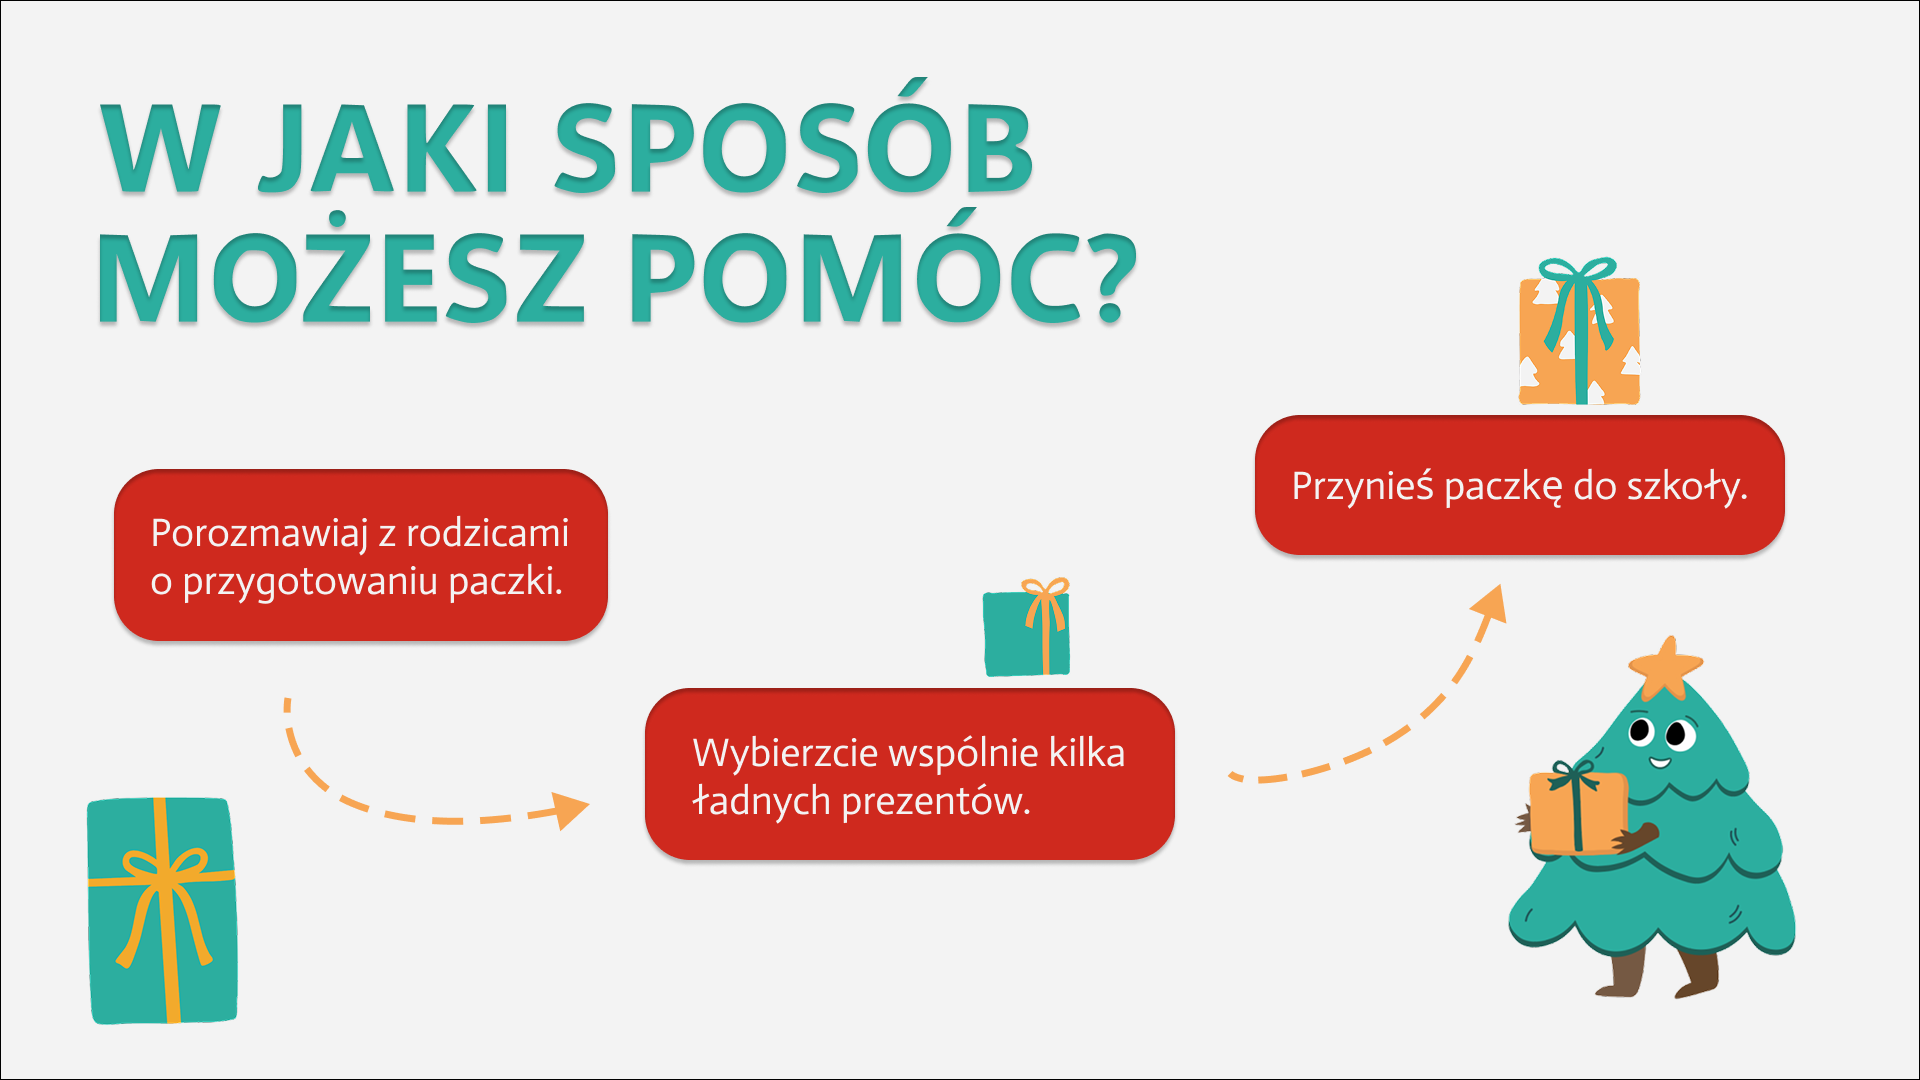 W JAKI SPOSÓB
MOŻESZ POMÓC?
Porozmawiaj z rodzicami
o przygotowaniu paczki.
Wybierzcie wspólnie kilka
ładnych prezentów.
Przynieś paczkę do szkoły.